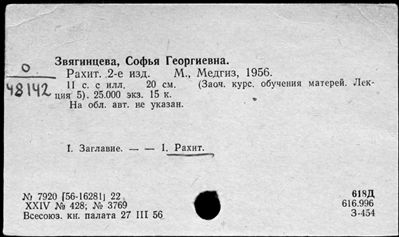 Звягинцева, Софья Георгиевна.
О
48142
Рахит. 2-е изд. М., Медгиз, 1956.
11 с. с илл. 20 см. (Заоч. курс. обучения матерей. Лек-
ция 5). 25.000 экз. 15 к.
На обл. авт. не указан.
I. Заглавие. — — 1. Рахит.
№ 7920 [56-16281] 22
618Д
XXIV № 428; № 3769
616.996
Всесоюз. кн. палата 27 III 56
З-454